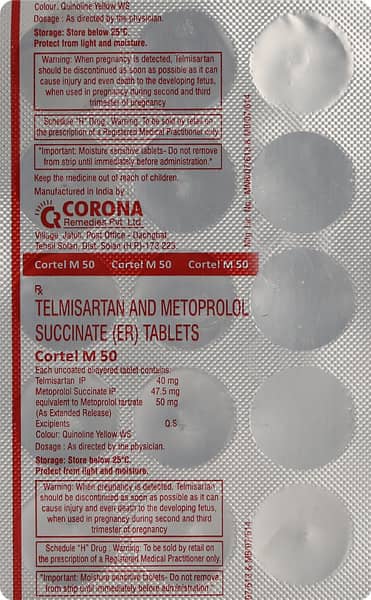 Colour: Quinoline Yellow WS
Dosage : As directed by the physician.
Storage: Store below 25°C.
Protect from light and moisture.
Warning: When pregnancy is detected, Telmisartan
should be discontinued as soon as possible as it can
cause injury and even death to the developing fetus,
when used in pregnancy during second and third
trimester of pregnancy
Schedule "H" Drug : Warning: To be sold by retail on
the prescription of a Registered Medical Practitioner only.
"Important: Moisture sensitive tablets- Do not remove
from strip until immediately before administration."
Keep the medicine out of reach of children.
Manufactured in India by
CORONA
Remedies Pvt. Ltd.
Village, Jatoli, Post Office - Oachghat,
Tehsil Solan, Dist. Solan (H.P)-173 223.
Cortel M 50 Cortel M 50 Cortel M 50
Rx
TELMISARTAN AND METOPROLOL
SUCCINATE (ER) TABLETS
Cortel M 50
Each uncoated bilayered tablet contains:
Telmisartan IP 40 mg
Metoprolol Succinate IP 47.5 mg
equivalent to Metoprolol tartrate 50 mg
(As Extended Release)
Excipients Q.S
Colour: Quinoline Yellow WS
Dosage : As directed by the physician.
Storage: Store below 25°C.
Protect from light and moisture.
Warning: When pregnancy is detected, Telmisartan
should be discontinued as soon as possible as it can
cause injury and even death to the developing fetus,
when used in pregnancy during second and third
trimester of pregnancy
Schedule "H" Drug : Warning: To be sold by retail on
the prescription of a Registered Medical Practitioner only.
"Important: Moisture sensitive tablets- Do not remove
from strip until immediately before administration."